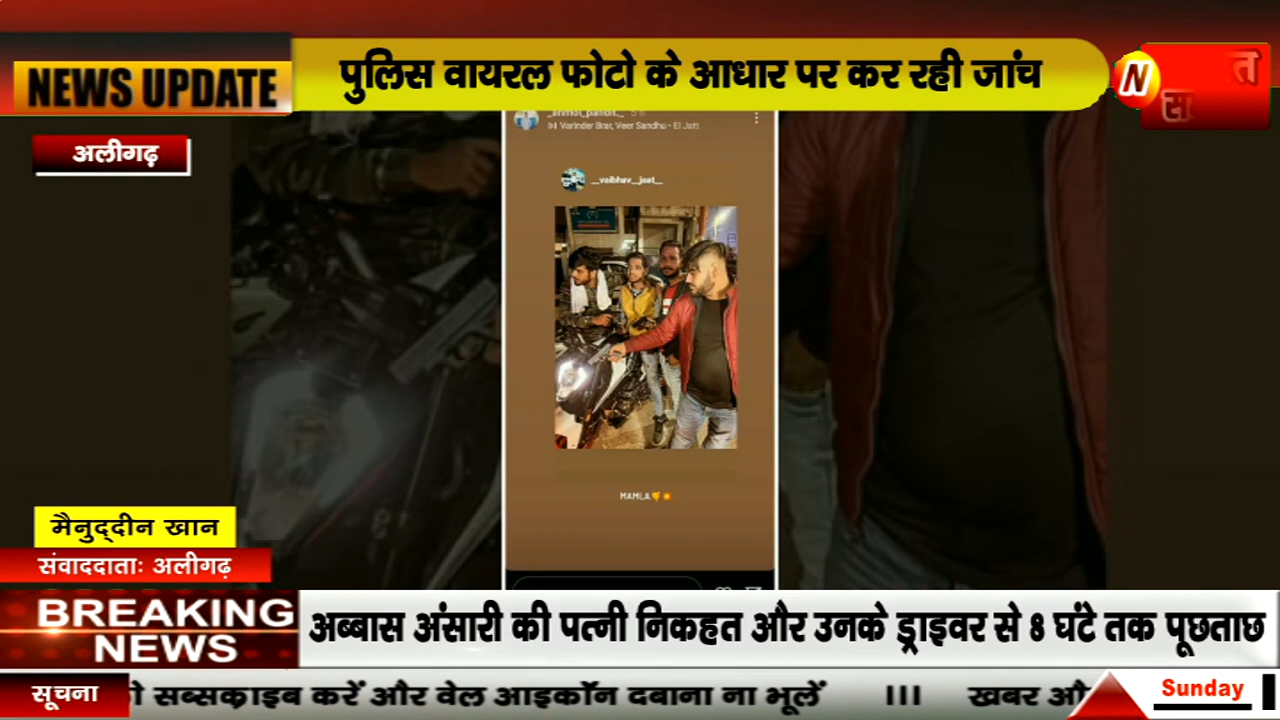 पुलिस वायरल फोटो के आधार पर कर रही जांच
NEWS UPDATE
N
अलीगढ़
Varinder Brar, Veer Sandhu • El Jatt
__vaibhav__jaat__
MAMLA
मैनुद्दीन खान
संवाददाताः अलीगढ़
BREAKING
NEWS
अब्बास अंसारी की पत्नी निकहत और उनके ड्राइवर से 8 घंटे तक पूछताछ
सूचना
सब्सक्राइब करें और वेल आइकॉन दबाना ना भूलें III खबर
Sunday